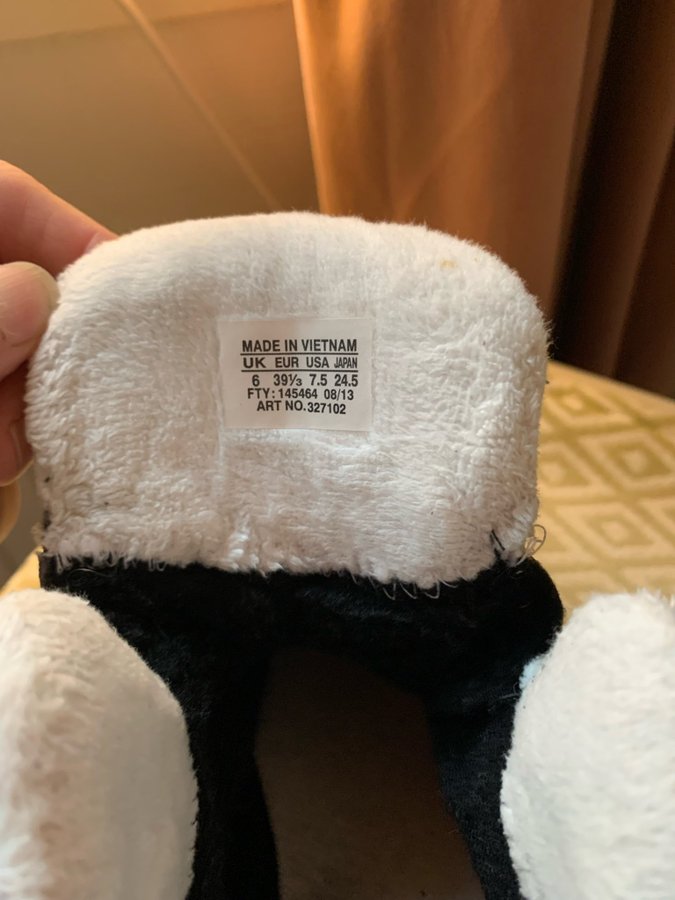 MADE IN VIETNAM
UK EUR USA JAPAN
6 39⅓ 7.5 24.5
FTY: 145464 08/13
ART NO.327102